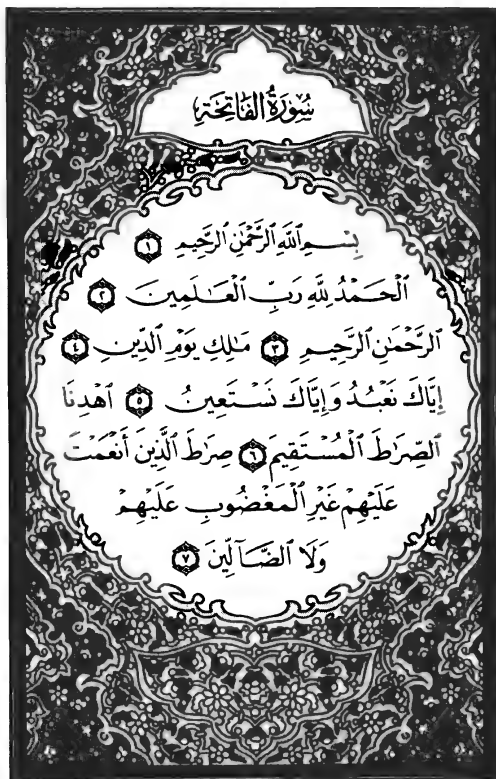 سُورَةُ الفَاتِحَةِ
بِسْمِ ٱللَّهِ ٱلرَّحْمَٰنِ ٱلرَّحِيمِ ١
ٱلْحَمْدُ لِلَّهِ رَبِّ ٱلْعَٰلَمِينَ ٢
ٱلرَّحْمَٰنِ ٱلرَّحِيمِ ٣ مَٰلِكِ يَوْمِ ٱلدِّينِ ٤
إِيَّاكَ نَعْبُدُ وَإِيَّاكَ نَسْتَعِينُ ٥ ٱهْدِنَا
ٱلصِّرَٰطَ ٱلْمُسْتَقِيمَ ٦ صِرَٰطَ ٱلَّذِينَ أَنْعَمْتَ
عَلَيْهِمْ غَيْرِ ٱلْمَغْضُوبِ عَلَيْهِمْ
وَلَا ٱلضَّآلِّينَ ٧